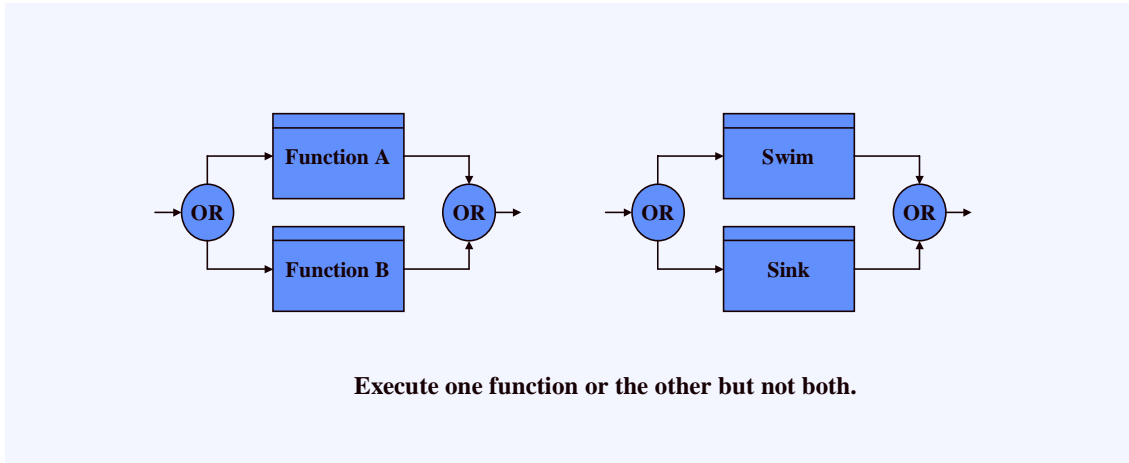 Function A
OR
OR
Function B
Swim
OR
OR
Sink
Execute one function or the other but not both.